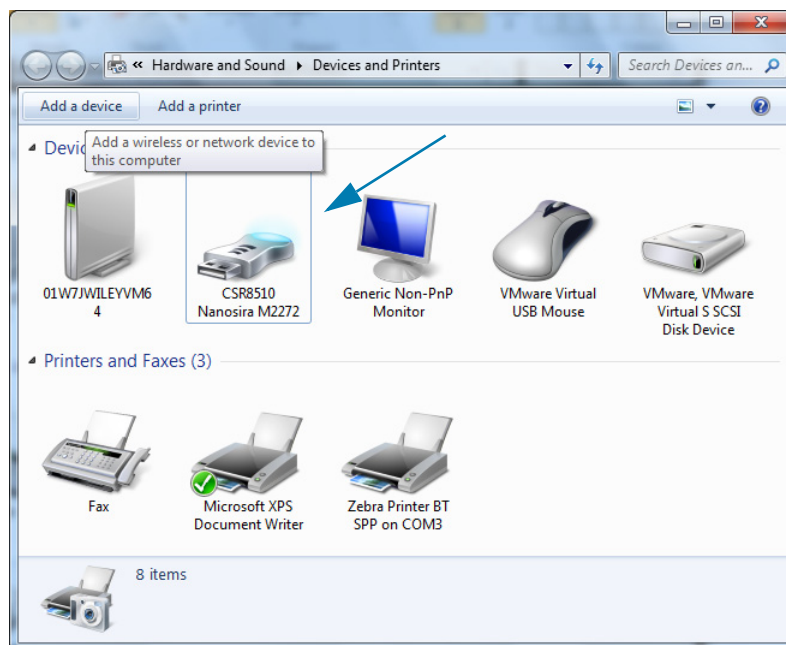 « Hardware and Sound ▸ Devices and Printers
Search Devices an...
Add a device
Add a printer
Add a wireless or network device to
this computer
01W7JWILEYVM6
4
CSR8510
Nanosira M2272
Generic Non-PnP
Monitor
VMware Virtual
USB Mouse
VMware, VMware
Virtual S SCSI
Disk Device
Printers and Faxes (3)
Fax
Microsoft XPS
Document Writer
Zebra Printer BT
SPP on COM3
8 items